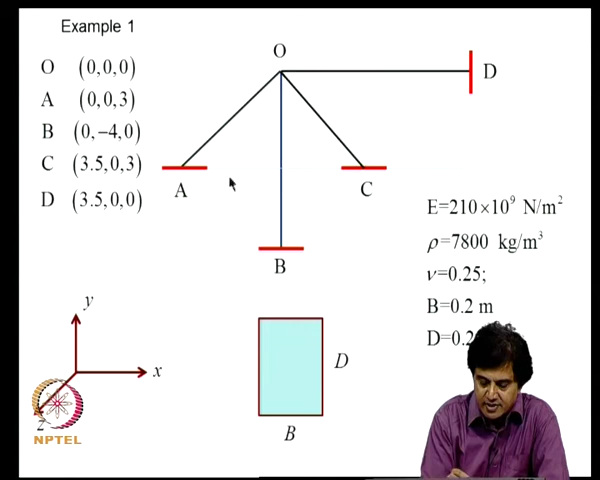 Example 1
O (0,0,0)
A (0,0,3)
B (0,−4,0)
C (3.5,0,3)
D (3.5,0,0)
O
D
A
C
B
E=210×10⁹ N/m²
ρ=7800 kg/m³
ν=0.25;
B=0.2 m
y
x
z
D
B
NPTEL